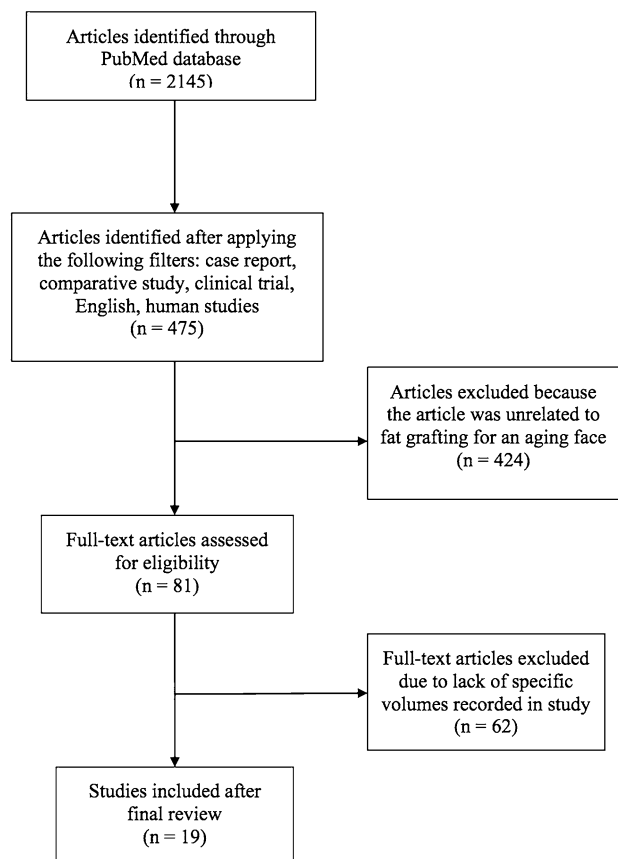 Articles identified through
PubMed database
(n = 2145)
Articles identified after applying
the following filters: case report,
comparative study, clinical trial,
English, human studies
(n = 475)
Articles excluded because
the article was unrelated to
fat grafting for an aging face
(n = 424)
Full-text articles assessed
for eligibility
(n = 81)
Full-text articles excluded
due to lack of specific
volumes recorded in study
(n = 62)
Studies included after
final review
(n = 19)